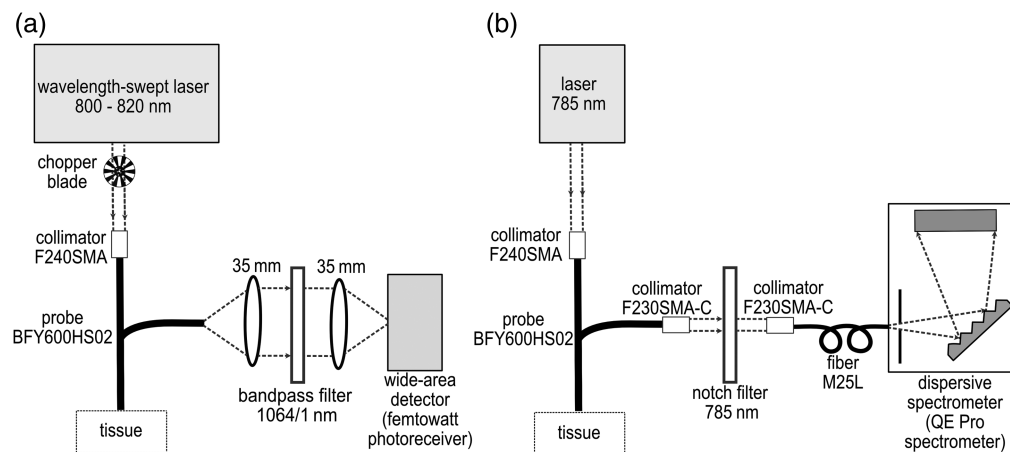 (a)
wavelength-swept laser
800 - 820 nm
chopper
blade
collimator
F240SMA
35 mm
35 mm
probe
BFY600HS02
bandpass filter
1064/1 nm
wide-area
detector
(femtowatt
photoreceiver)
tissue
(b)
laser
785 nm
collimator
F240SMA
collimator
F230SMA-C
collimator
F230SMA-C
probe
BFY600HS02
notch filter
785 nm
fiber
M25L
dispersive
spectrometer
(QE Pro
spectrometer)
tissue